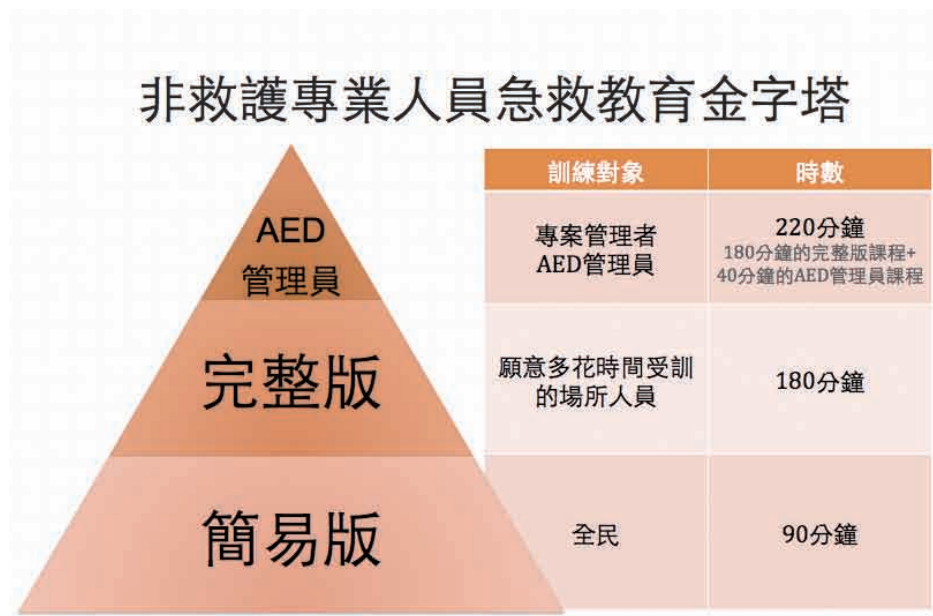 非救護專業人員急救教育金字塔
訓練對象
時數
AED
管理員
專案管理者
AED管理員
220分鐘
180分鐘的完整版課程+
40分鐘的AED管理員課程
完整版
願意多花時間受訓
的場所人員
180分鐘
簡易版
全民
90分鐘